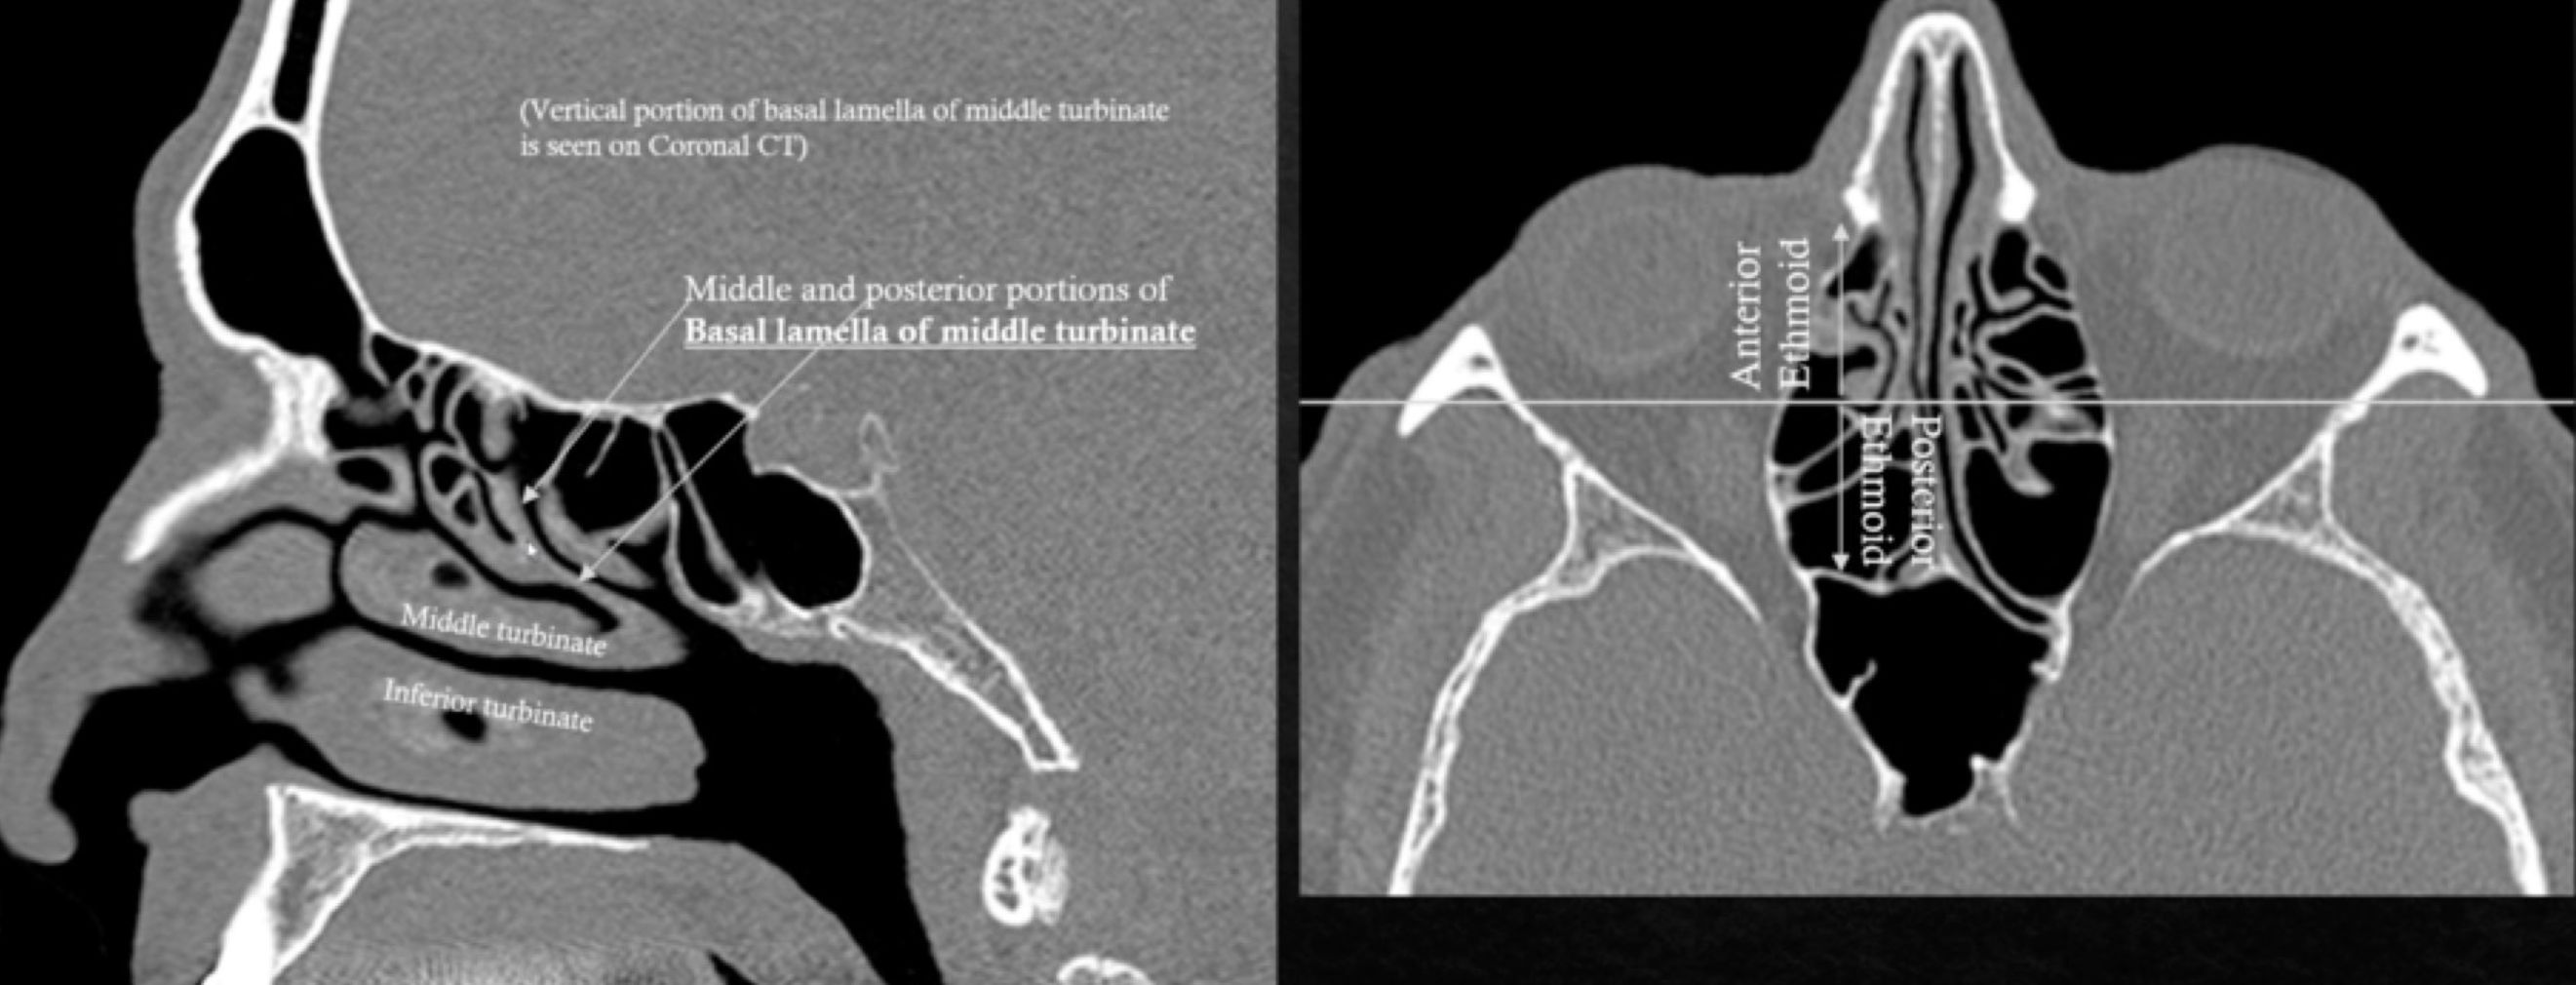 (Vertical portion of basal lamella of middle turbinate
is seen on Coronal CT)
Middle and posterior portions of
Basal lamella of middle turbinate
Middle turbinate
Inferior turbinate
Anterior
Ethmoid
Posterior
Ethmoid